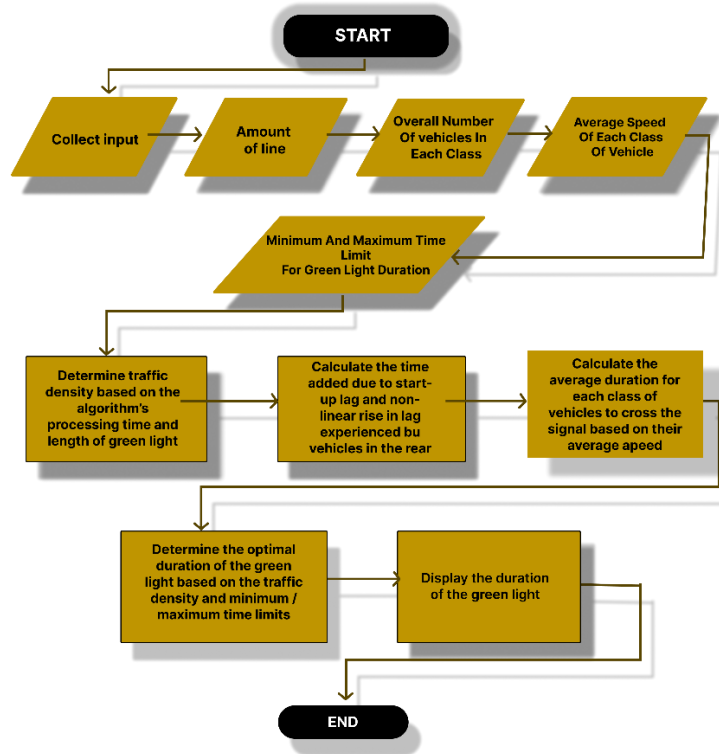 START
Collect input
Amount
of line
Overall Number
Of vehicles In
Each Class
Average Speed
Of Each Class
Of Vehicle
Minimum And Maximum Time
Limit
For Green Light Duration
Determine traffic
density based on the
algorithm's
processing time and
length of green light
Calculate the time
added due to start-
up lag and non-
linear rise in lag
experienced bu
vehicles in the rear
Calculate the
average duration for
each class of
vehicles to cross the
signal based on their
average apeed
Determine the optimal
duration of the green
light based on the traffic
density and minimum /
maximum time limits
Display the duration
of the green light
END